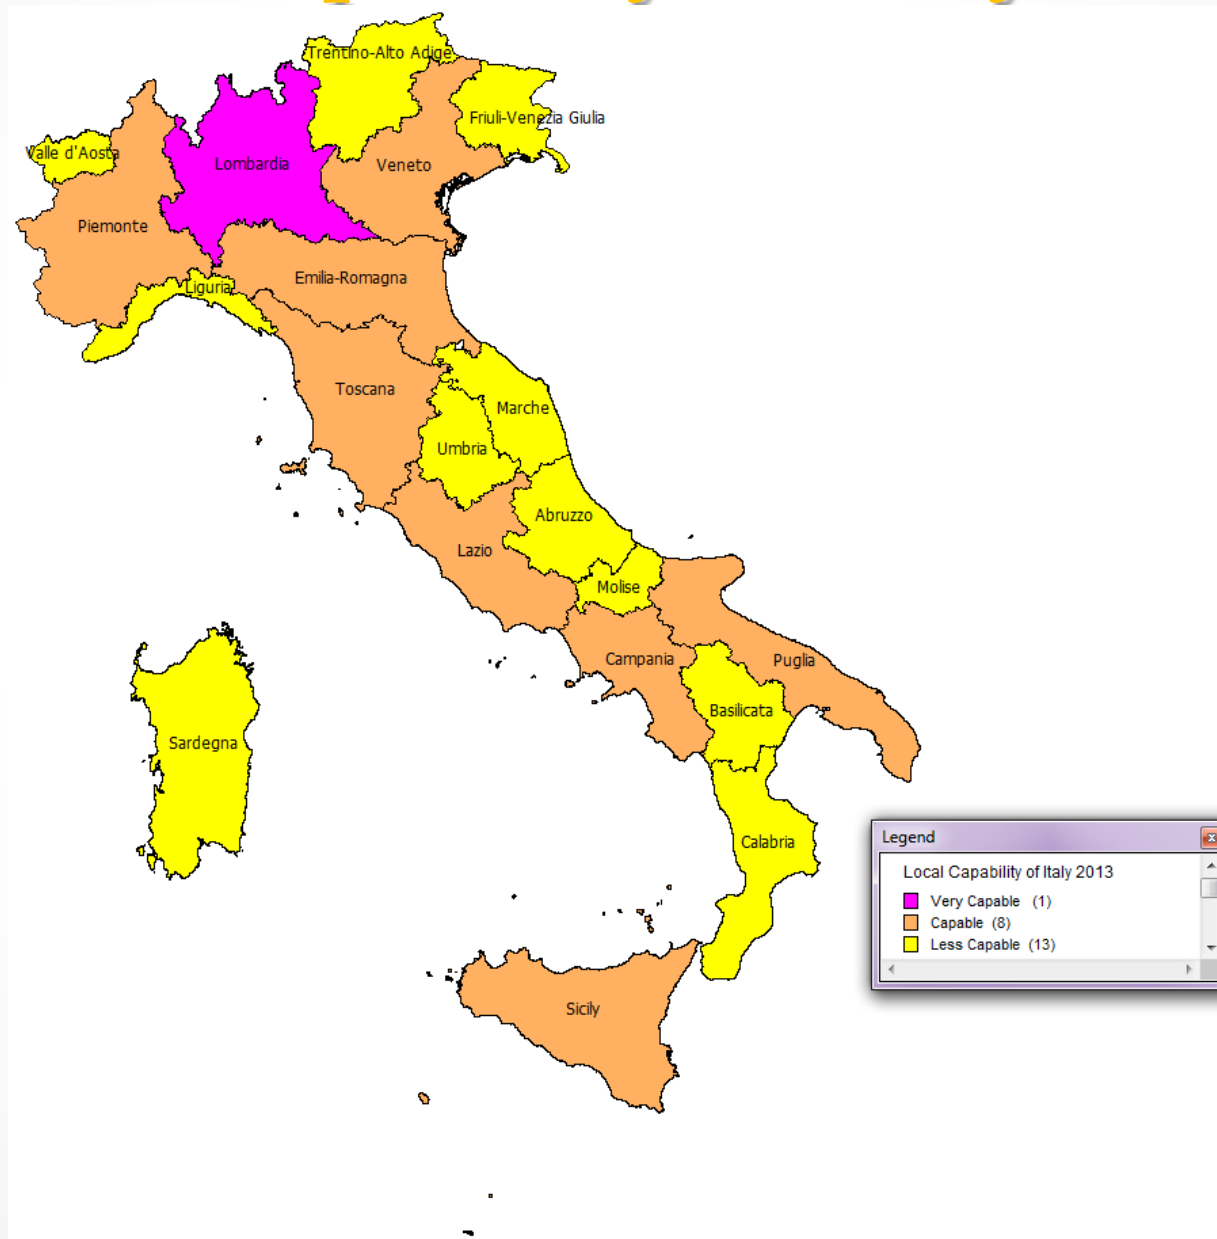 Trentino-Alto Adige
Friuli-Venezia Giulia
Valle d'Aosta
Lombardia
Veneto
Piemonte
Emilia-Romagna
Liguria
Toscana
Marche
Umbria
Abruzzo
Lazio
Molise
Campania
Puglia
Basilicata
Sardegna
Calabria
Sicily
Legend
Local Capability of Italy 2013
Very Capable (1)
Capable (8)
Less Capable (13)